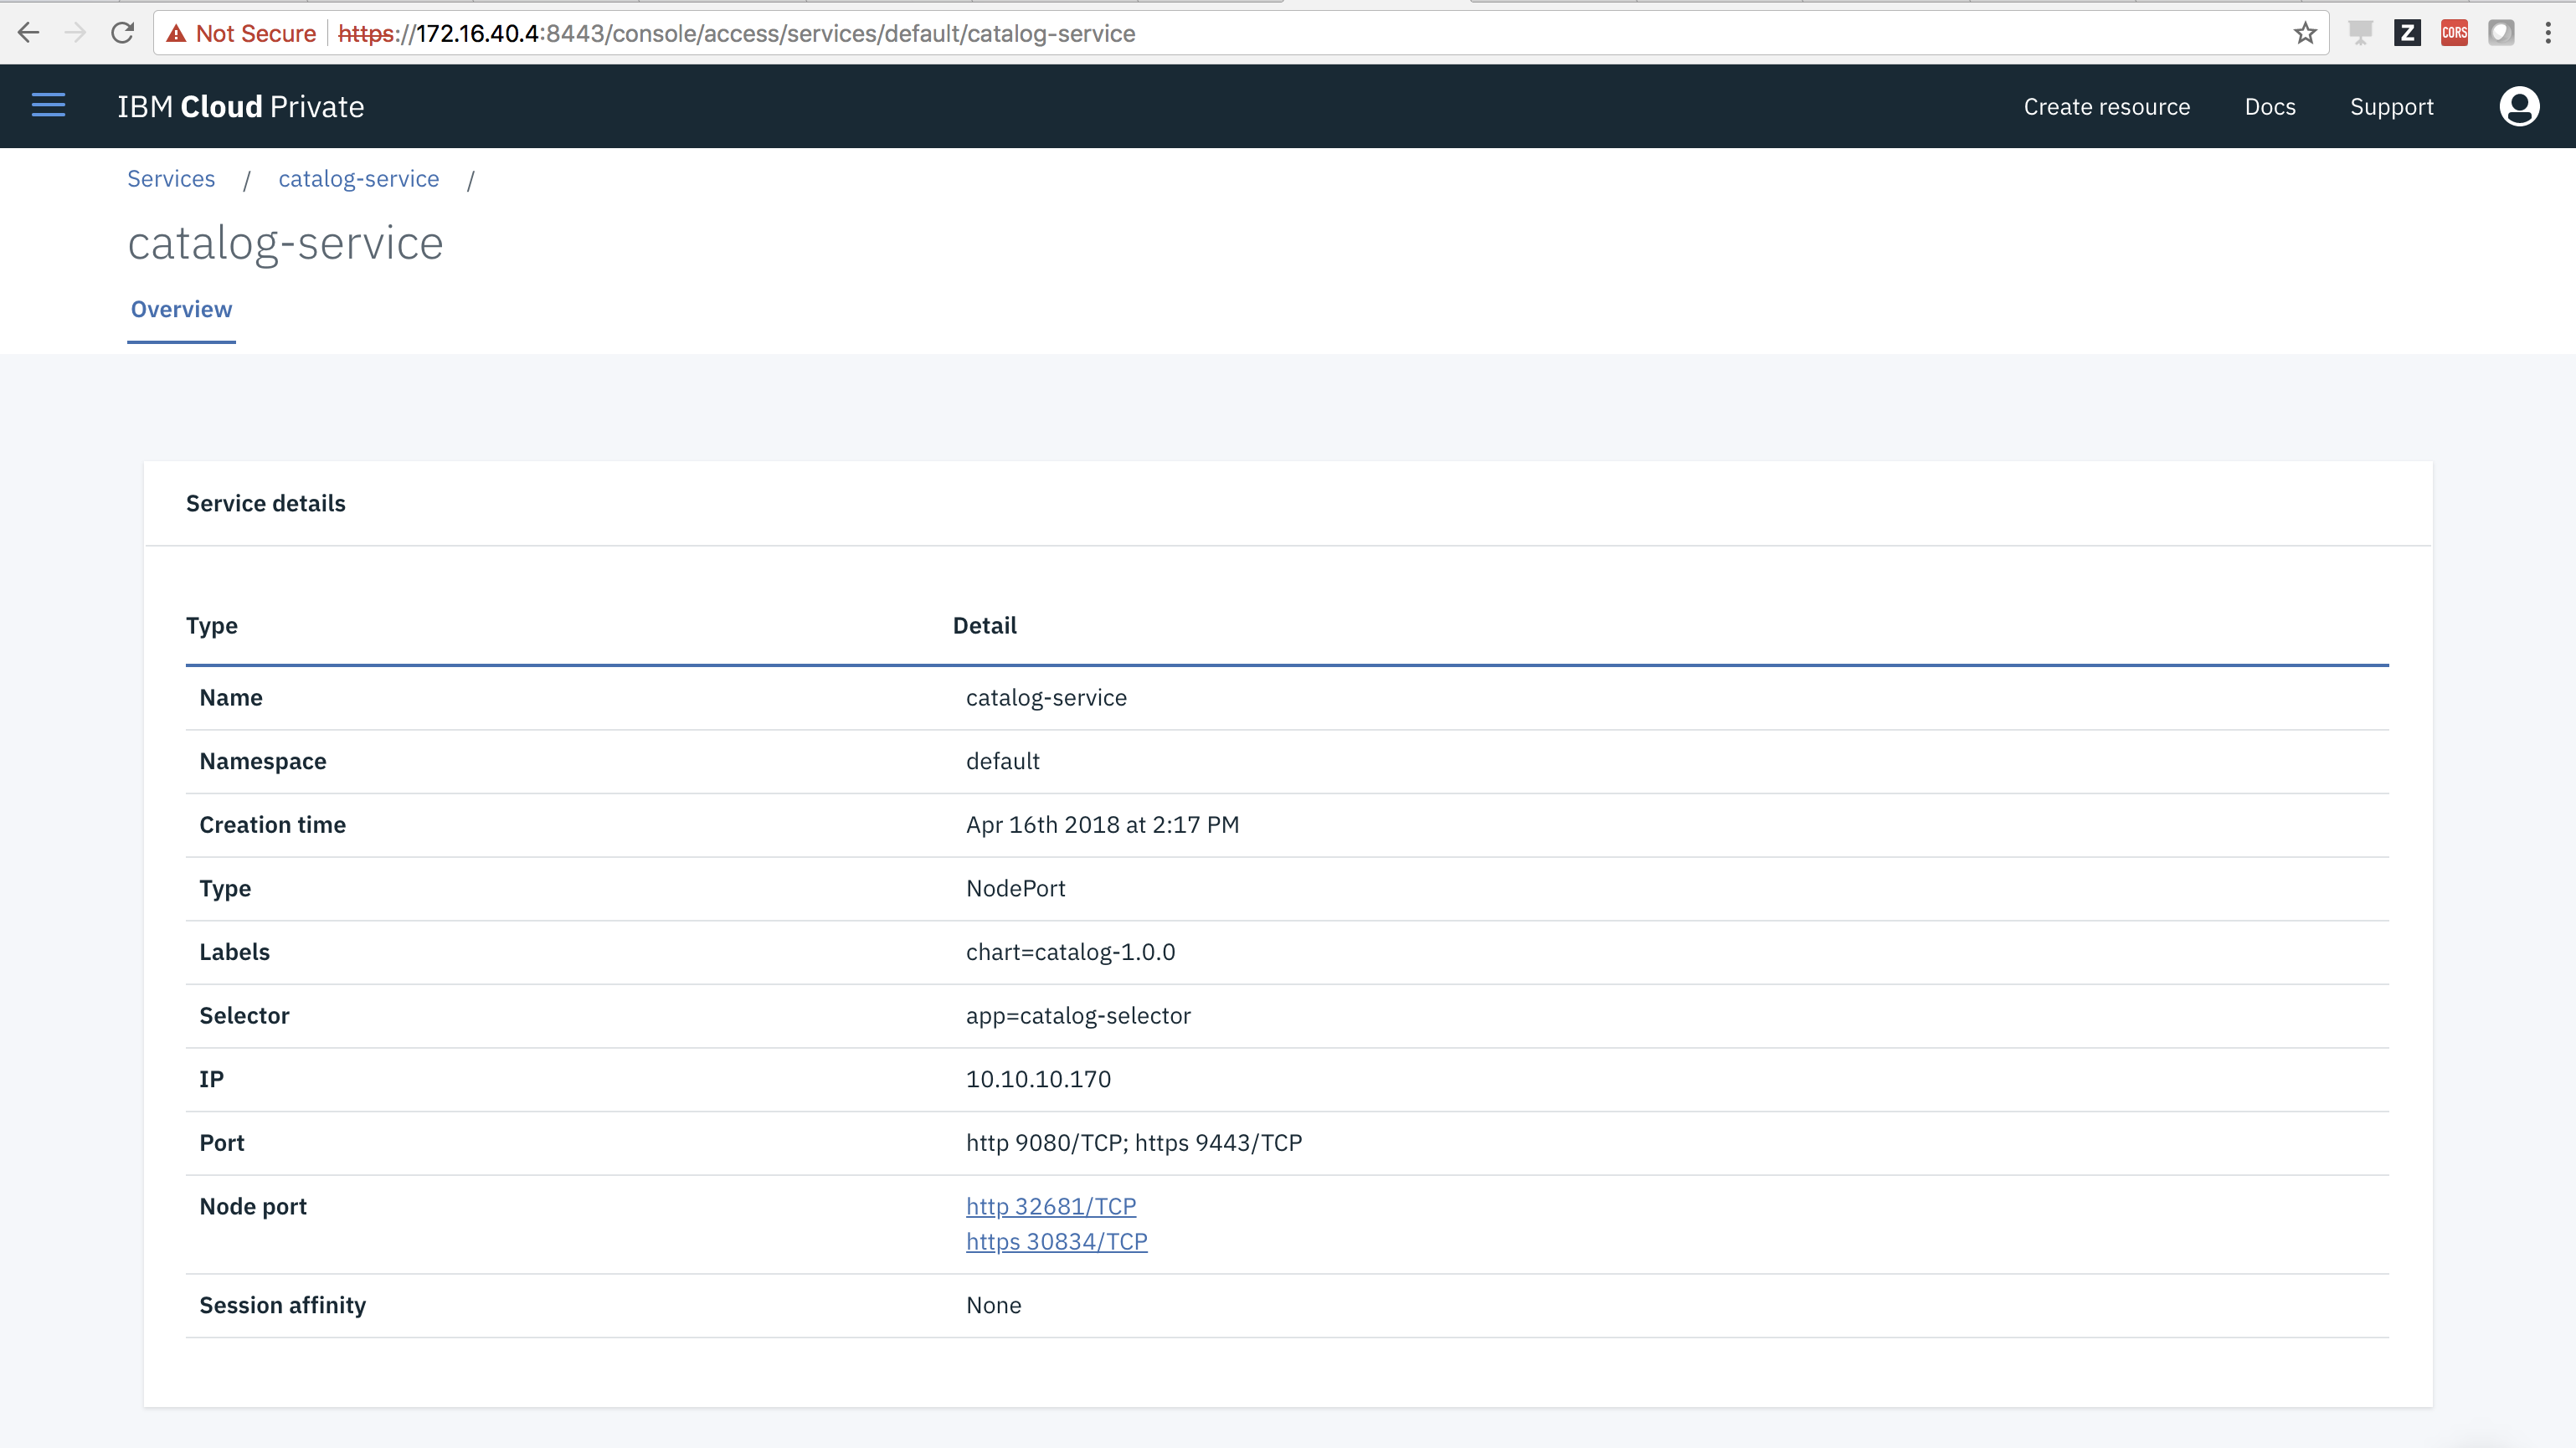 Not Secure https://172.16.40.4:8443/console/access/services/default/catalog-service Z CORS
IBM Cloud Private Create resource Docs Support
Services / catalog-service /
catalog-service
Overview
Service details
Type Detail
Name catalog-service
Namespace default
Creation time Apr 16th 2018 at 2:17 PM
Type NodePort
Labels chart=catalog-1.0.0
Selector app=catalog-selector
IP 10.10.10.170
Port http 9080/TCP; https 9443/TCP
Node port http 32681/TCP
https 30834/TCP
Session affinity None